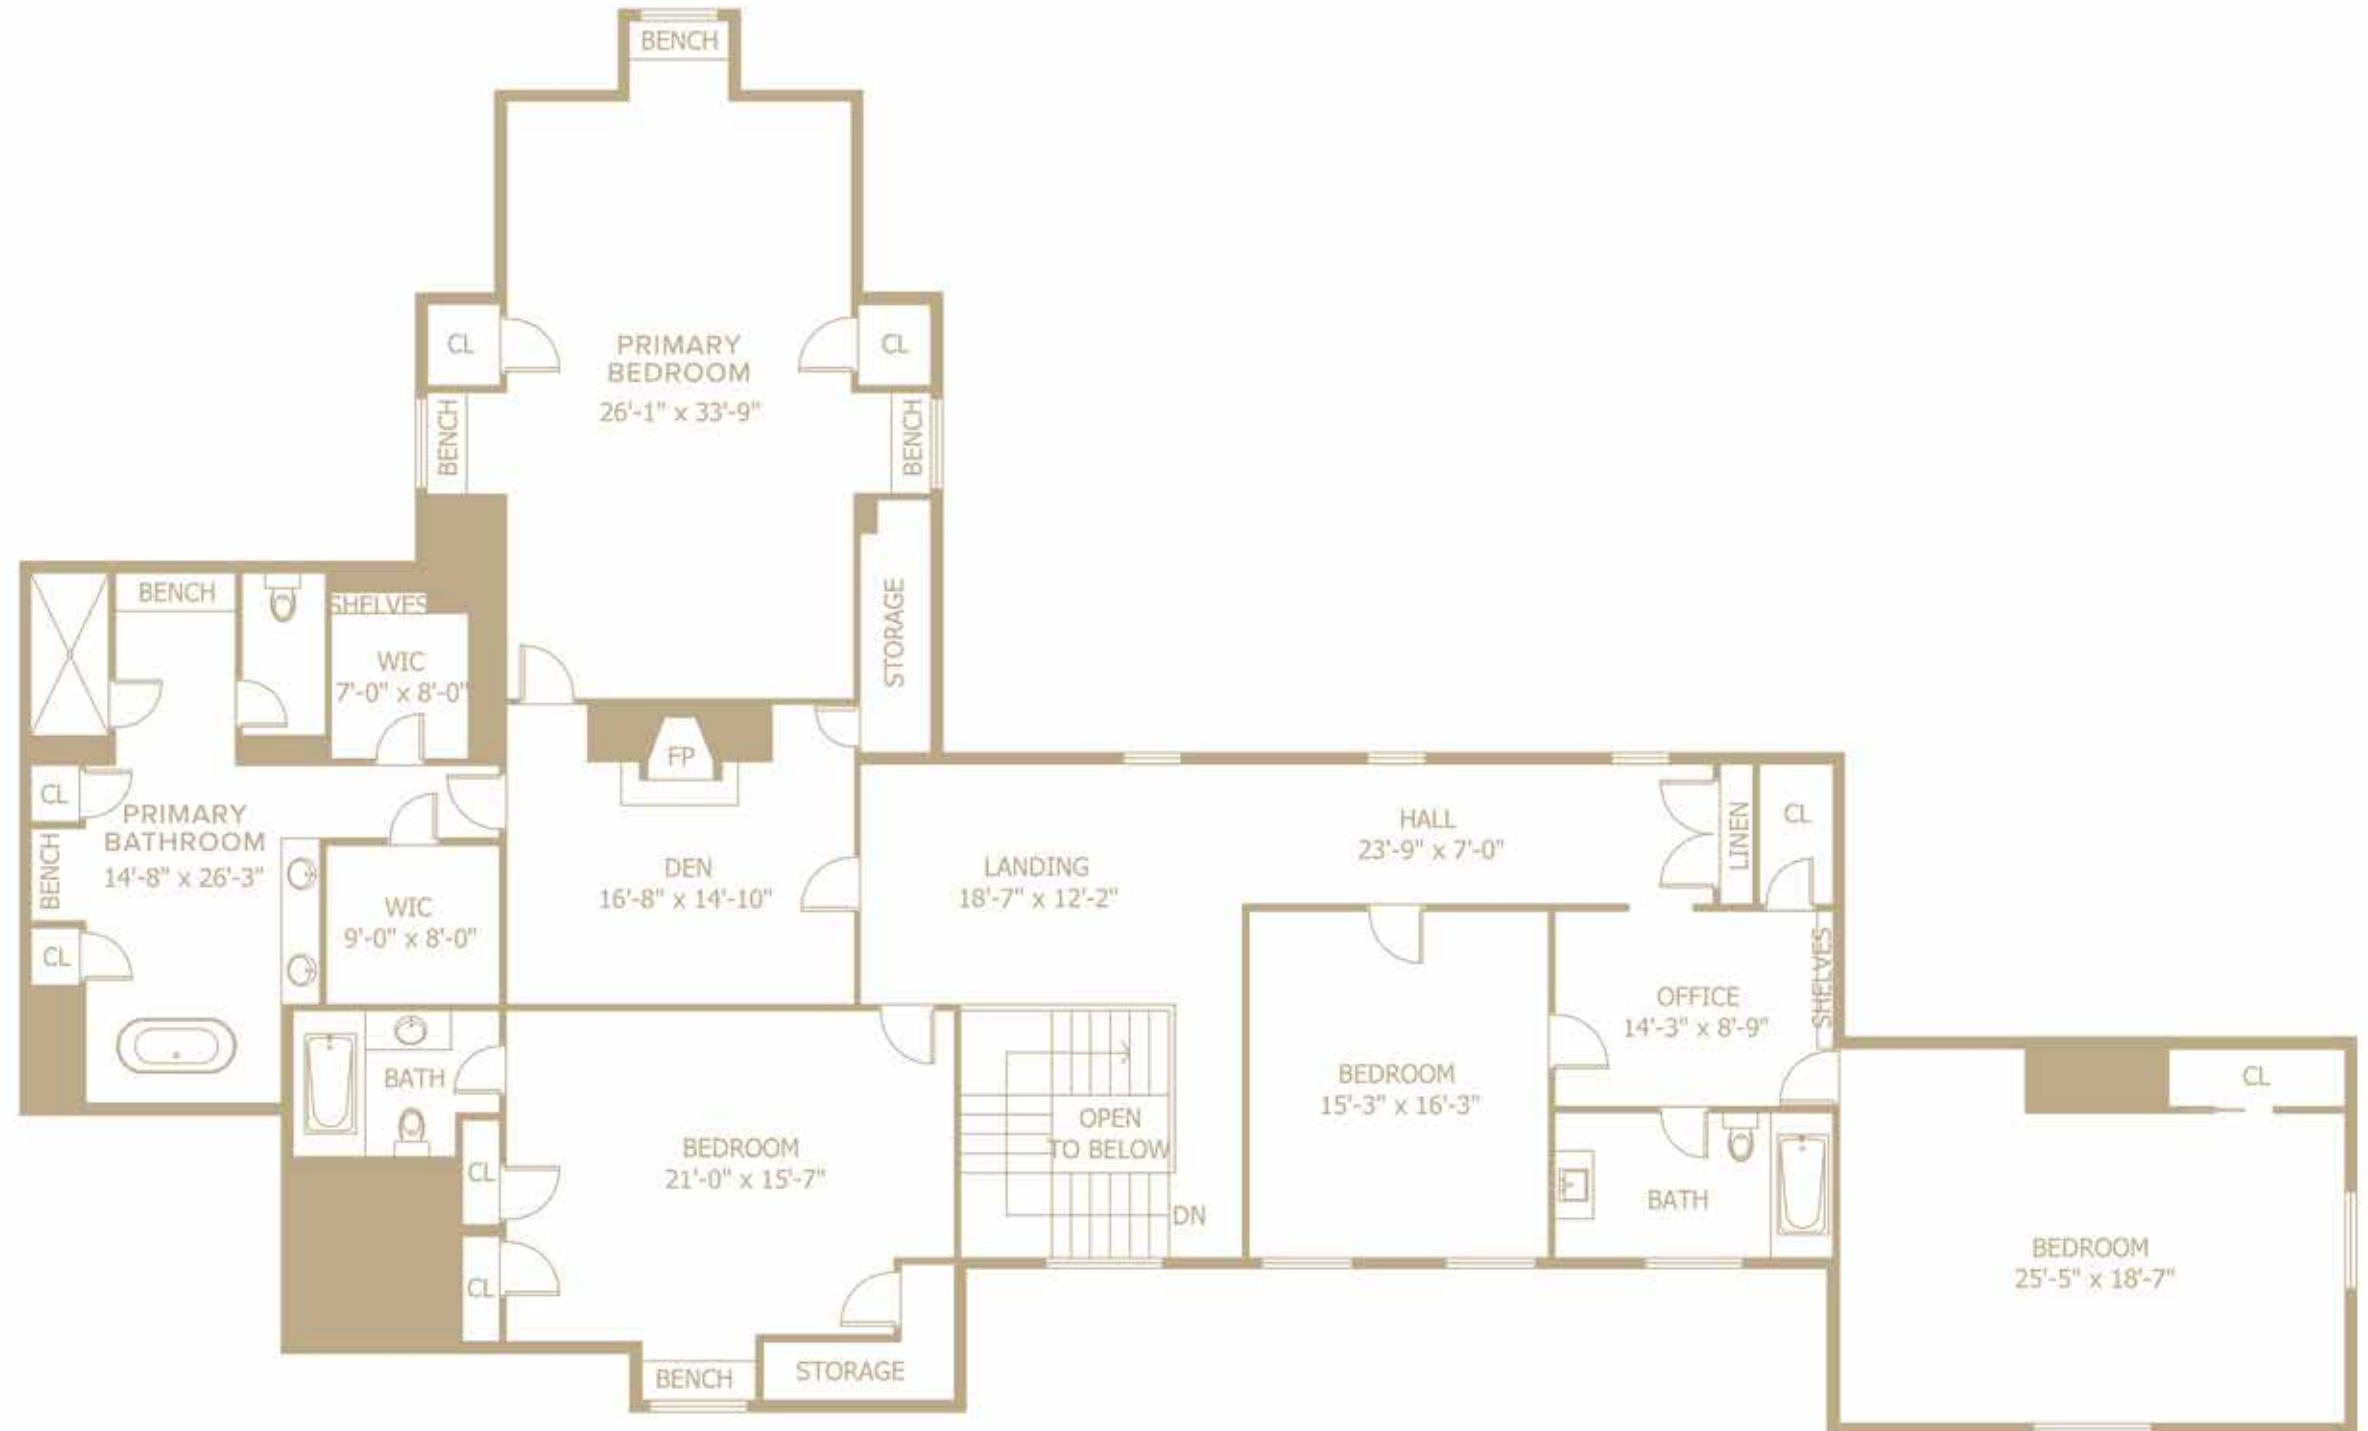 BENCH
PRIMARY
BEDROOM
26'-1" x 33'-9"
CL
CL
BENCH
BENCH
STORAGE
BENCH
SHELVES
WIC
7'-0" x 8'-0"
FP
CL
PRIMARY
BATHROOM
14'-8" x 26'-3"
BENCH
CL
WIC
9'-0" x 8'-0"
DEN
16'-8" x 14'-10"
LANDING
18'-7" x 12'-2"
HALL
23'-9" x 7'-0"
LINEN
CL
SHELVES
OFFICE
14'-3" x 8'-9"
BATH
CL
CL
BEDROOM
21'-0" x 15'-7"
OPEN
TO BELOW
DN
BEDROOM
15'-3" x 16'-3"
BATH
CL
BEDROOM
25'-5" x 18'-7"
BENCH
STORAGE